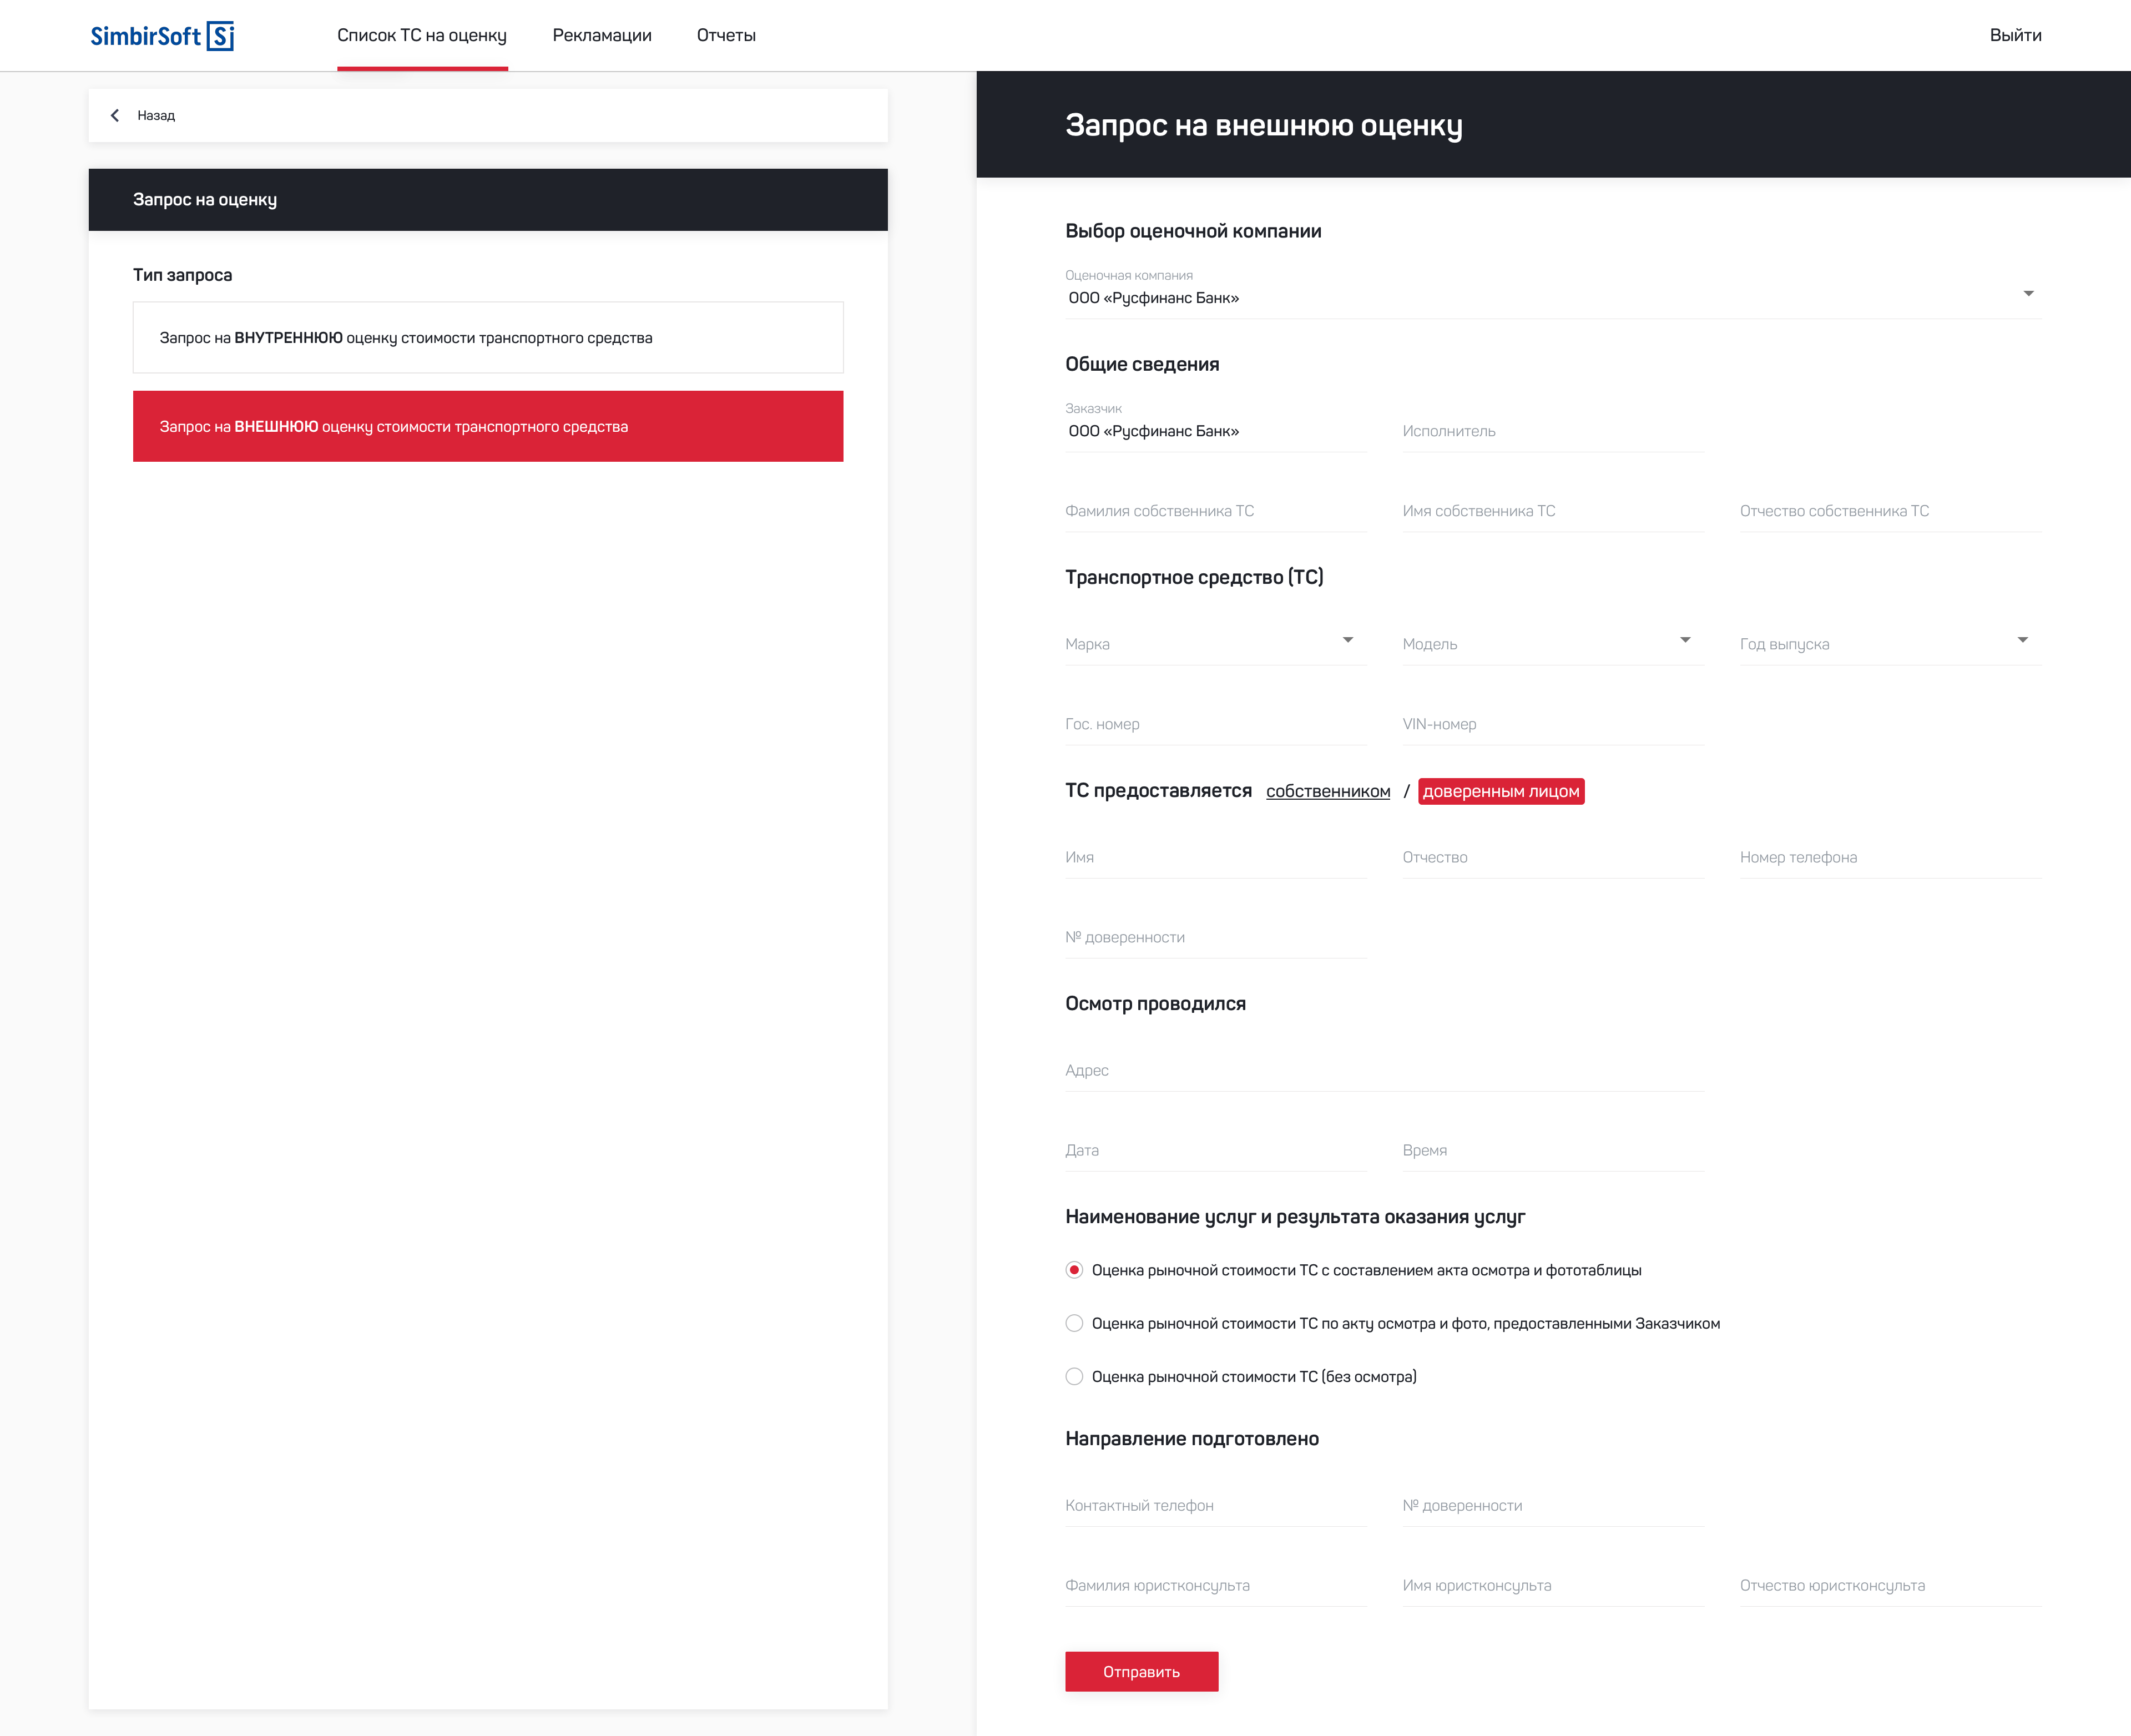 SimbirSoft Si
Список ТС на оценку
Рекламации
Отчеты
Выйти
Назад
Запрос на оценку
Тип запроса
Запрос на ВНУТРЕННЮЮ оценку стоимости транспортного средства
Запрос на ВНЕШНЮЮ оценку стоимости транспортного средства
Запрос на внешнюю оценку
Выбор оценочной компании
Оценочная компания
ООО «Русфинанс Банк»
Общие сведения
Заказчик
ООО «Русфинанс Банк»
Исполнитель
Фамилия собственника ТС
Имя собственника ТС
Отчество собственника ТС
Транспортное средство (ТС)
Марка
Модель
Год выпуска
Гос. номер
VIN-номер
ТС предоставляется собственником / доверенным лицом
Имя
Отчество
Номер телефона
№ доверенности
Осмотр проводился
Адрес
Дата
Время
Наименование услуг и результата оказания услуг
Оценка рыночной стоимости ТС с составлением акта осмотра и фототаблицы
Оценка рыночной стоимости ТС по акту осмотра и фото, предоставленными Заказчиком
Оценка рыночной стоимости ТС (без осмотра)
Направление подготовлено
Контактный телефон
№ доверенности
Фамилия юристконсульта
Имя юристконсульта
Отчество юристконсульта
Отправить